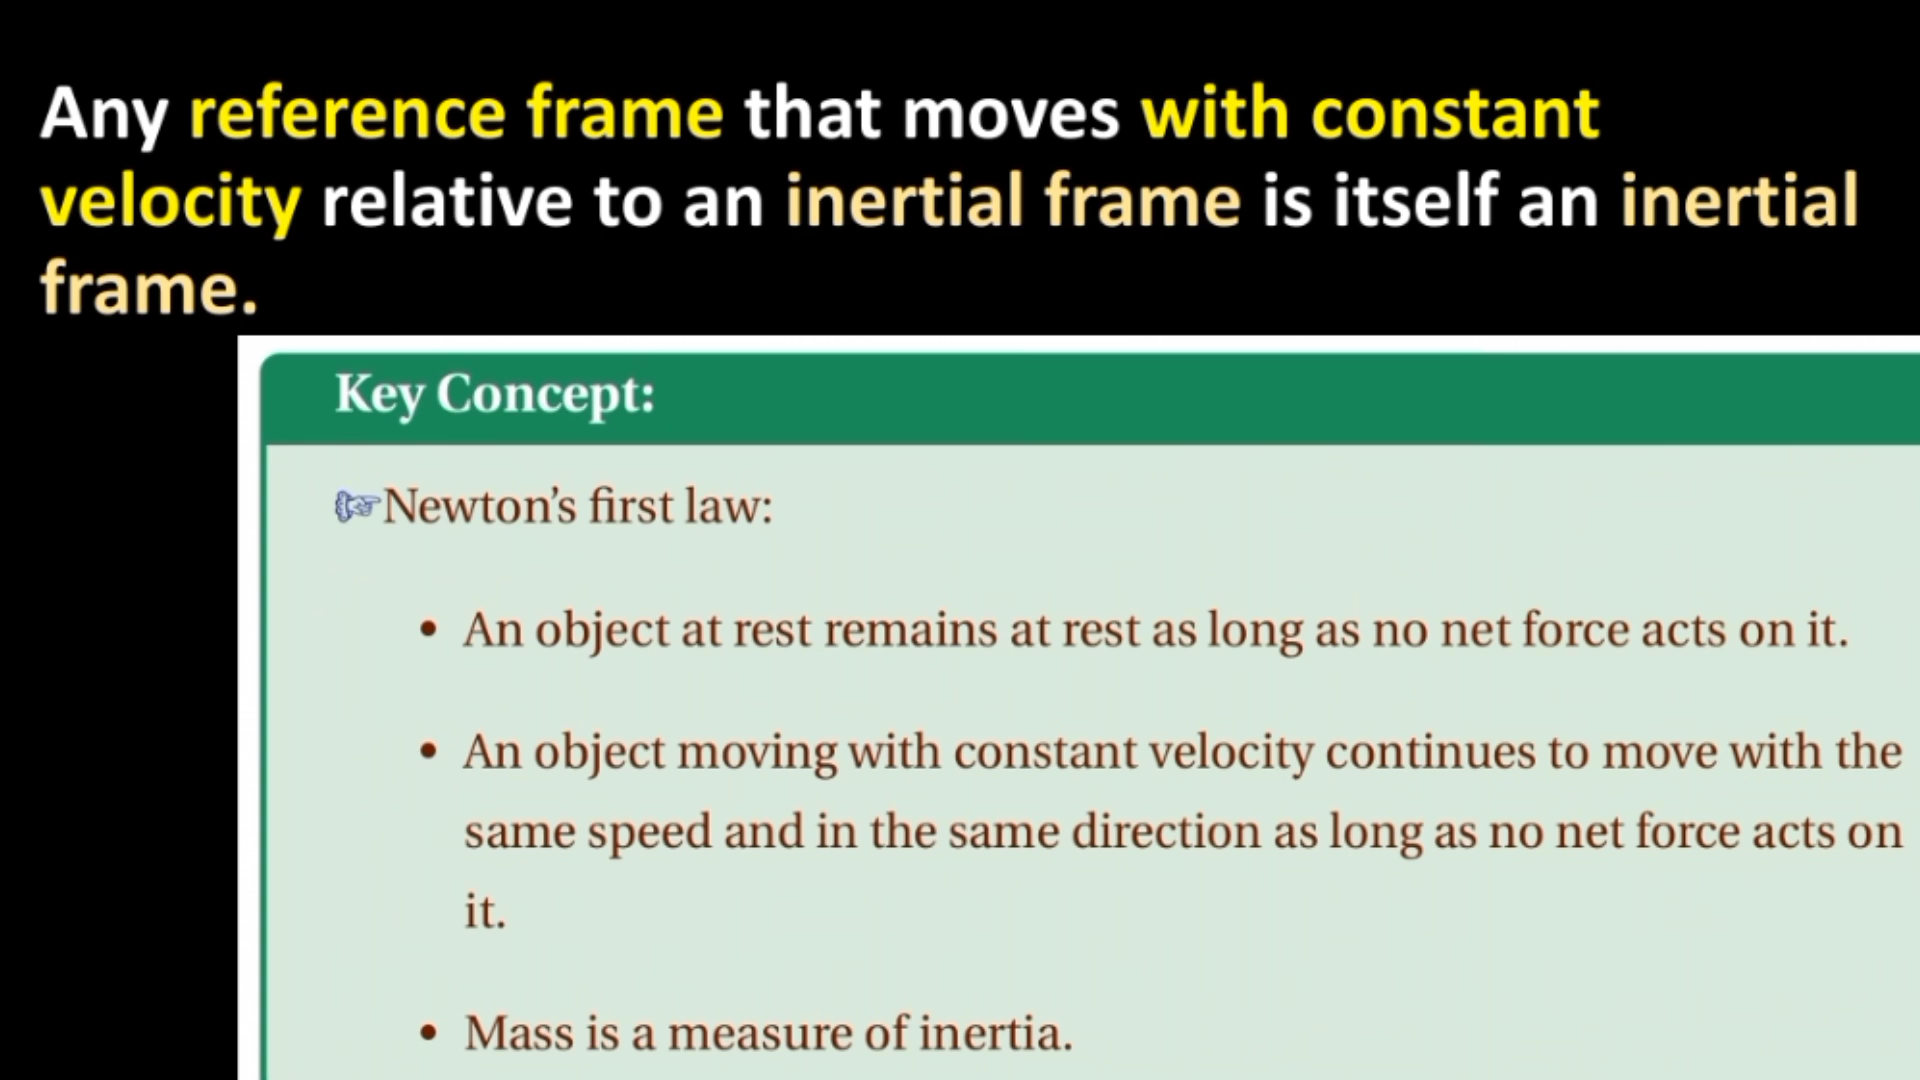 Any reference frame that moves with constant
velocity relative to an inertial frame is itself an inertial
frame.
Key Concept:
Newton’s first law:
• An object at rest remains at rest as long as no net force acts on it.
• An object moving with constant velocity continues to move with the
same speed and in the same direction as long as no net force acts on
it.
• Mass is a measure of inertia.